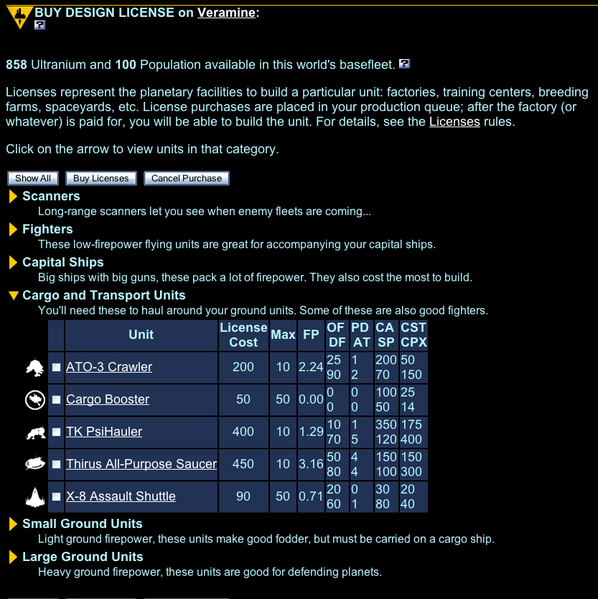 BUY DESIGN LICENSE on Veramine:
?
858 Ultranium and 100 Population available in this world's basefleet. ?
Licenses represent the planetary facilities to build a particular unit: factories, training centers, breeding
farms, spaceyards, etc. License purchases are placed in your production queue; after the factory (or
whatever) is paid for, you will be able to build the unit. For details, see the Licenses rules.
Click on the arrow to view units in that category.
Show All Buy Licenses Cancel Purchase
Scanners
Long-range scanners let you see when enemy fleets are coming...
Fighters
These low-firepower flying units are great for accompanying your capital ships.
Capital Ships
Big ships with big guns, these pack a lot of firepower. They also cost the most to build.
Cargo and Transport Units
You'll need these to haul around your ground units. Some of these are also good fighters.
Unit License Cost Max FP OF DF PD AT CA SP CST CPX
ATO-3 Crawler 200 10 2.24 25 90 1 2 200 70 50 150
Cargo Booster 50 50 0.00 0 0 0 0 100 50 25 14
TK PsiHauler 400 10 1.29 10 70 1 5 350 120 175 400
Thirus All-Purpose Saucer 450 10 3.16 50 80 4 4 150 100 150 300
X-8 Assault Shuttle 90 50 0.71 20 60 0 1 30 80 20 40
Small Ground Units
Light ground firepower, these units make good fodder, but must be carried on a cargo ship.
Large Ground Units
Heavy ground firepower, these units are good for defending planets.